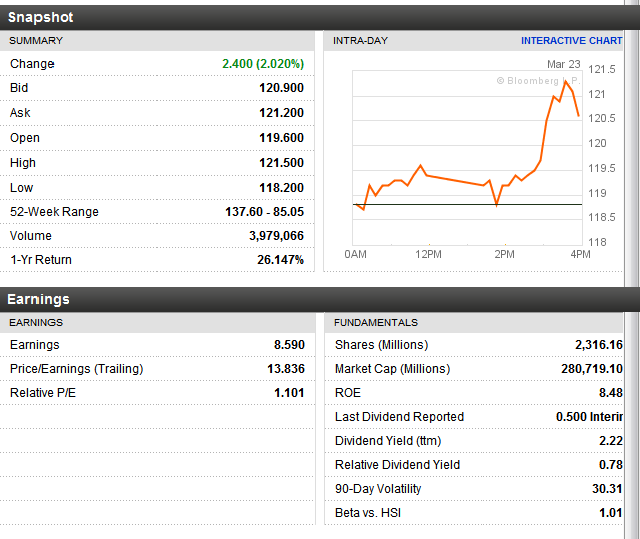 Snapshot
SUMMARY
Change 2.400 (2.020%)
Bid 120.900
Ask 121.200
Open 119.600
High 121.500
Low 118.200
52-Week Range 137.60 - 85.05
Volume 3,979,066
1-Yr Return 26.147%
INTRA-DAY INTERACTIVE CHART
Mar 23
© Bloomberg L.P.
121.5
121
120.5
120
119.5
119
118.5
118
0AM 12PM 2PM 4PM
Earnings
EARNINGS
Earnings 8.590
Price/Earnings (Trailing) 13.836
Relative P/E 1.101
FUNDAMENTALS
Shares (Millions) 2,316.16
Market Cap (Millions) 280,719.10
ROE 8.48
Last Dividend Reported 0.500 Interir
Dividend Yield (ttm) 2.22
Relative Dividend Yield 0.78
90-Day Volatility 30.31
Beta vs. HSI 1.01